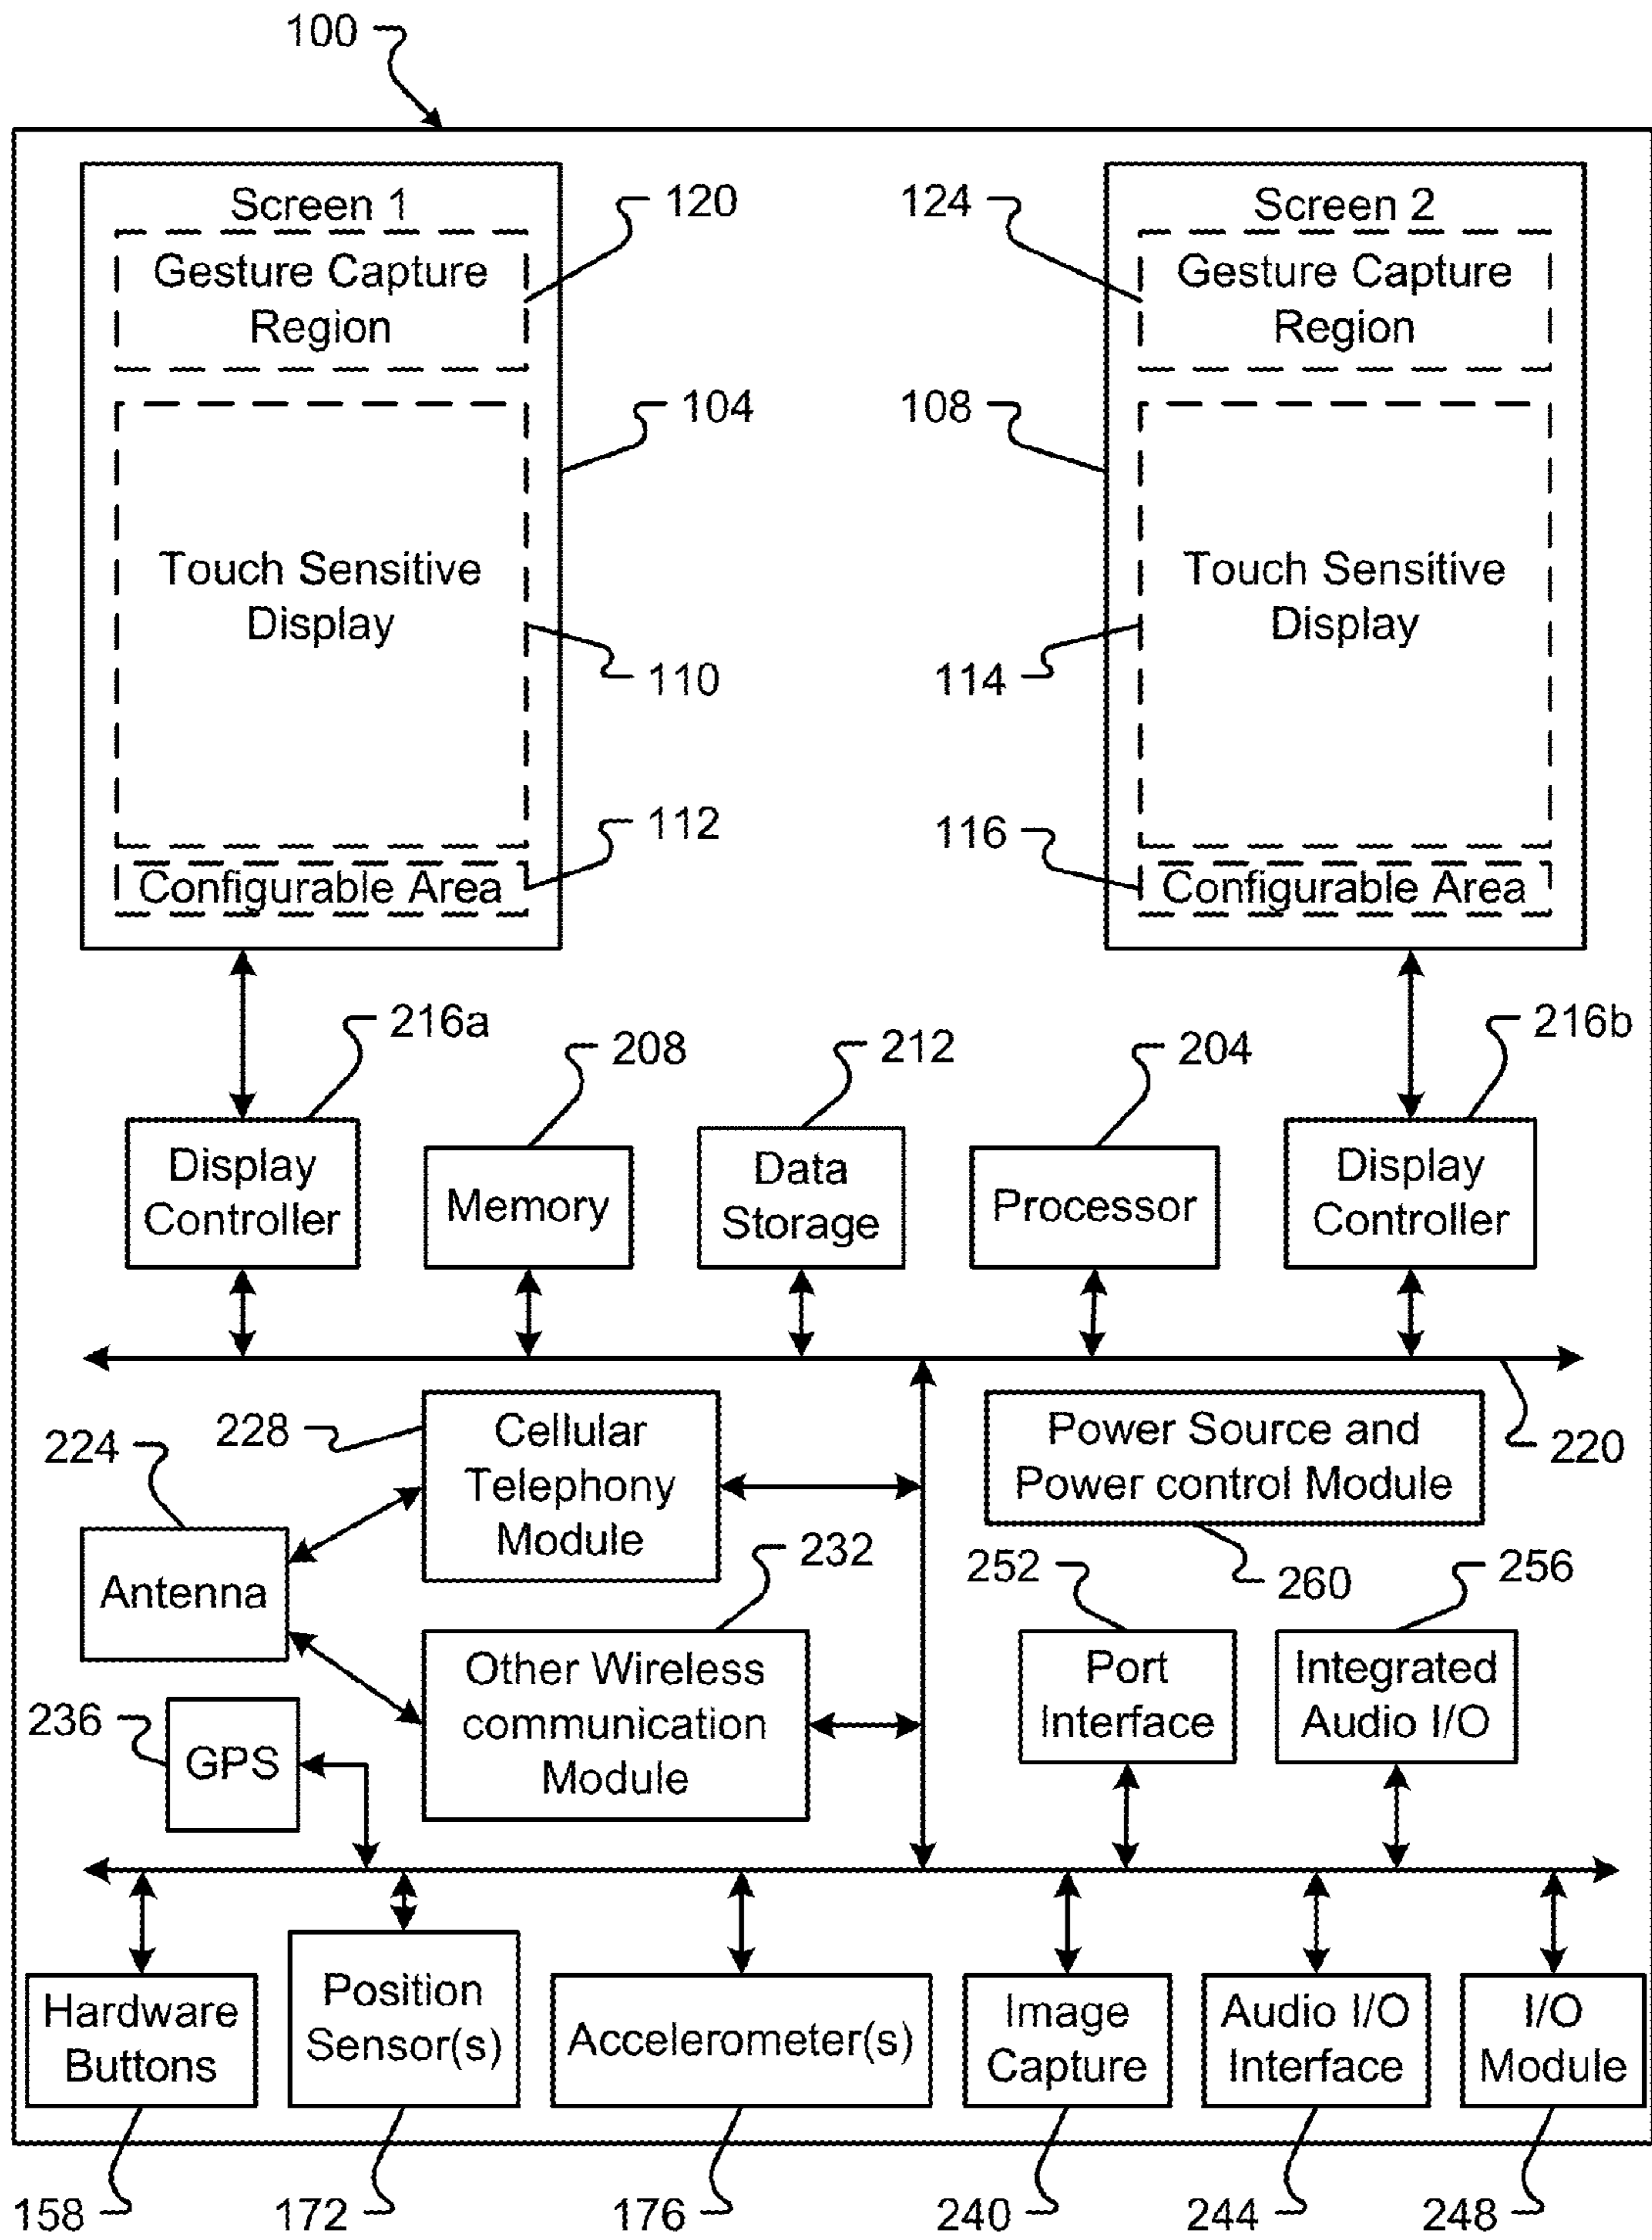 100
Screen 1
120
124
Screen 2
Gesture Capture
Region
Gesture Capture
Region
104
108
Touch Sensitive
Display
Touch Sensitive
Display
110
114
112
116
Configurable Area
Configurable Area
216a
208
212
204
216b
Display
Controller
Memory
Data
Storage
Processor
Display
Controller
228
Cellular
Telephony
Module
Power Source and
Power control Module
220
224
232
252
260
256
Antenna
Other Wireless
communication
Module
Port
Interface
Integrated
Audio I/O
236
GPS
Hardware
Buttons
Position
Sensor(s)
Accelerometer(s)
Image
Capture
Audio I/O
Interface
I/O
Module
158
172
176
240
244
248